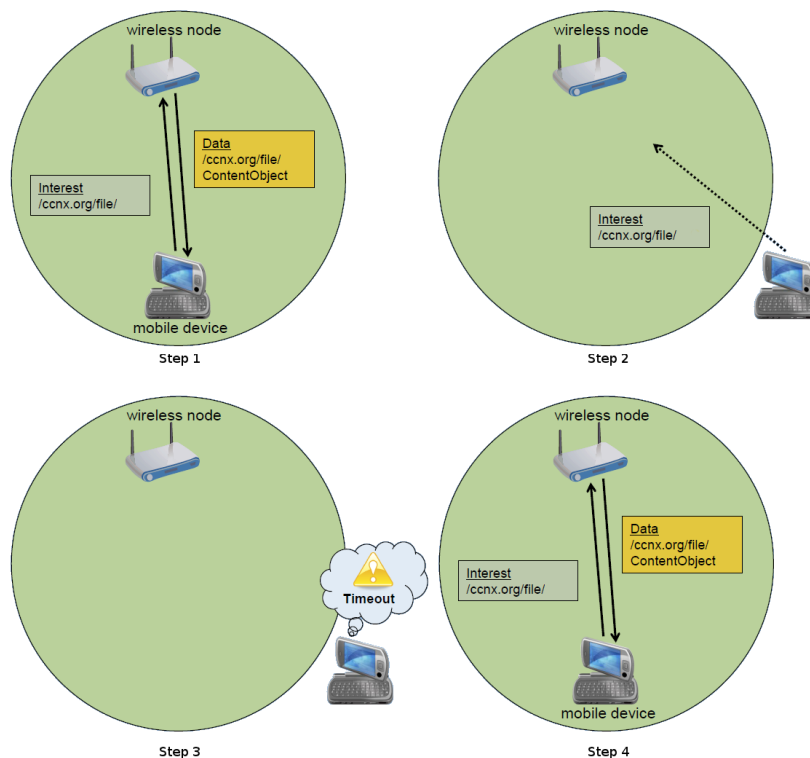 wireless node
Data
/ccnx.org/file/
ContentObject
Interest
/ccnx.org/file/
mobile device
Step 1
wireless node
Interest
/ccnx.org/file/
Step 2
wireless node
Timeout
Step 3
wireless node
Data
/ccnx.org/file/
ContentObject
Interest
/ccnx.org/file/
mobile device
Step 4